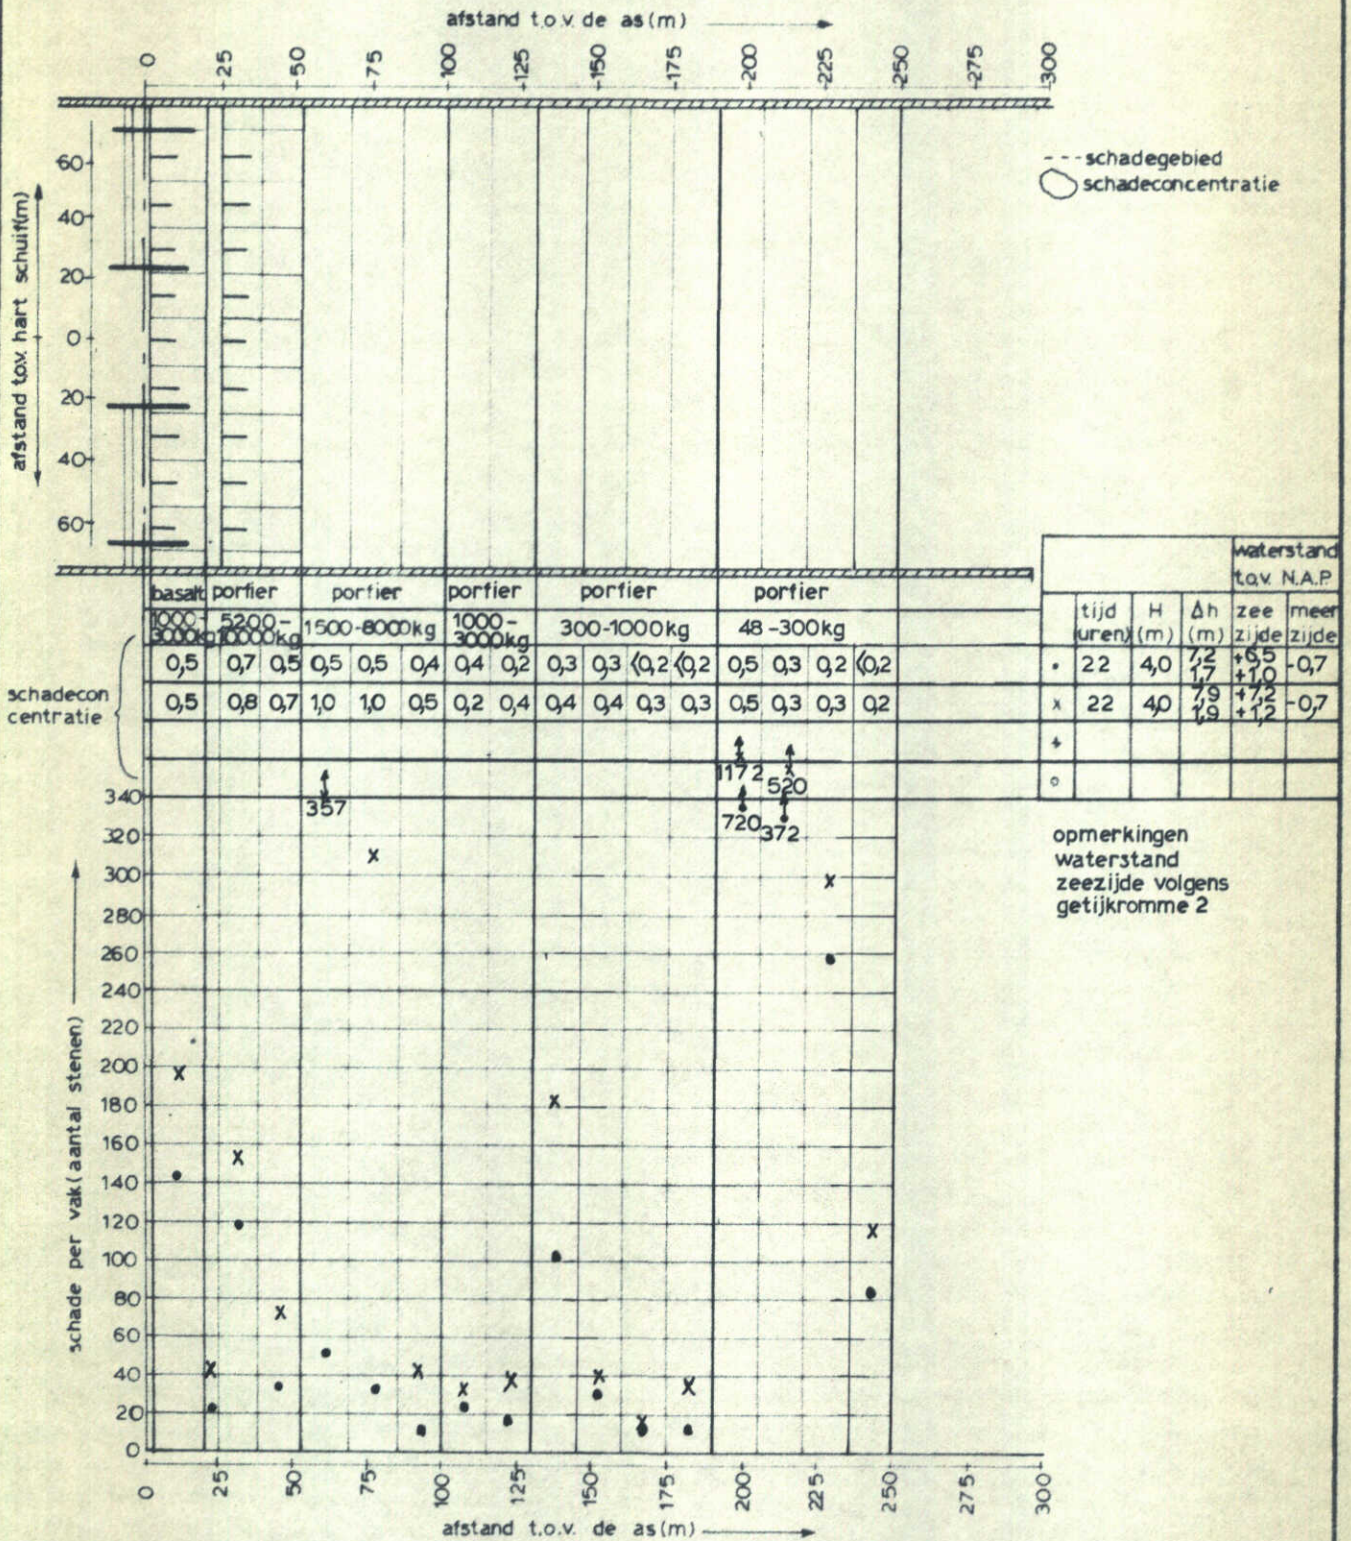 afstand t.o.v. de as(m)
0 25 50 75 100 125 150 175 200 225 250 275 300
afstand t.o.v. hart schuif(m)
60
40
20
0
20
40
60
--- schadegebied
schadeconcentratie
basalt portier portier portier portier portier
1000-3000kg 5200-10000kg 1500-8000kg 1000-3000kg 300-1000kg 48-300kg
schadecon
centratie
0,5 0,7 0,5 0,5 0,5 0,4 0,4 0,2 0,3 0,3 <0,2 <0,2 0,5 0,3 0,2 <0,2
0,5 0,8 0,7 1,0 1,0 0,5 0,2 0,4 0,4 0,4 0,3 0,3 0,5 0,3 0,3 0,2
waterstand
t.o.v. N.A.P.
tijd H Δh zee meer
(uren) (m) (m) zijde zijde
• 22 4,0 7,2 1,7 +6,5 +1,0 -0,7
x 22 4,0 7,9 1,9 +7,2 +1,2 -0,7
+
o
opmerkingen
waterstand
zeezijde volgens
getijkromme 2
357
1172
520
720
372
schade per vak (aantal stenen)
340
320
300
280
260
240
220
200
180
160
140
120
100
80
60
40
20
0
0 25 50 75 100 125 150 175 200 225 250 275 300
afstand t.o.v. de as(m)